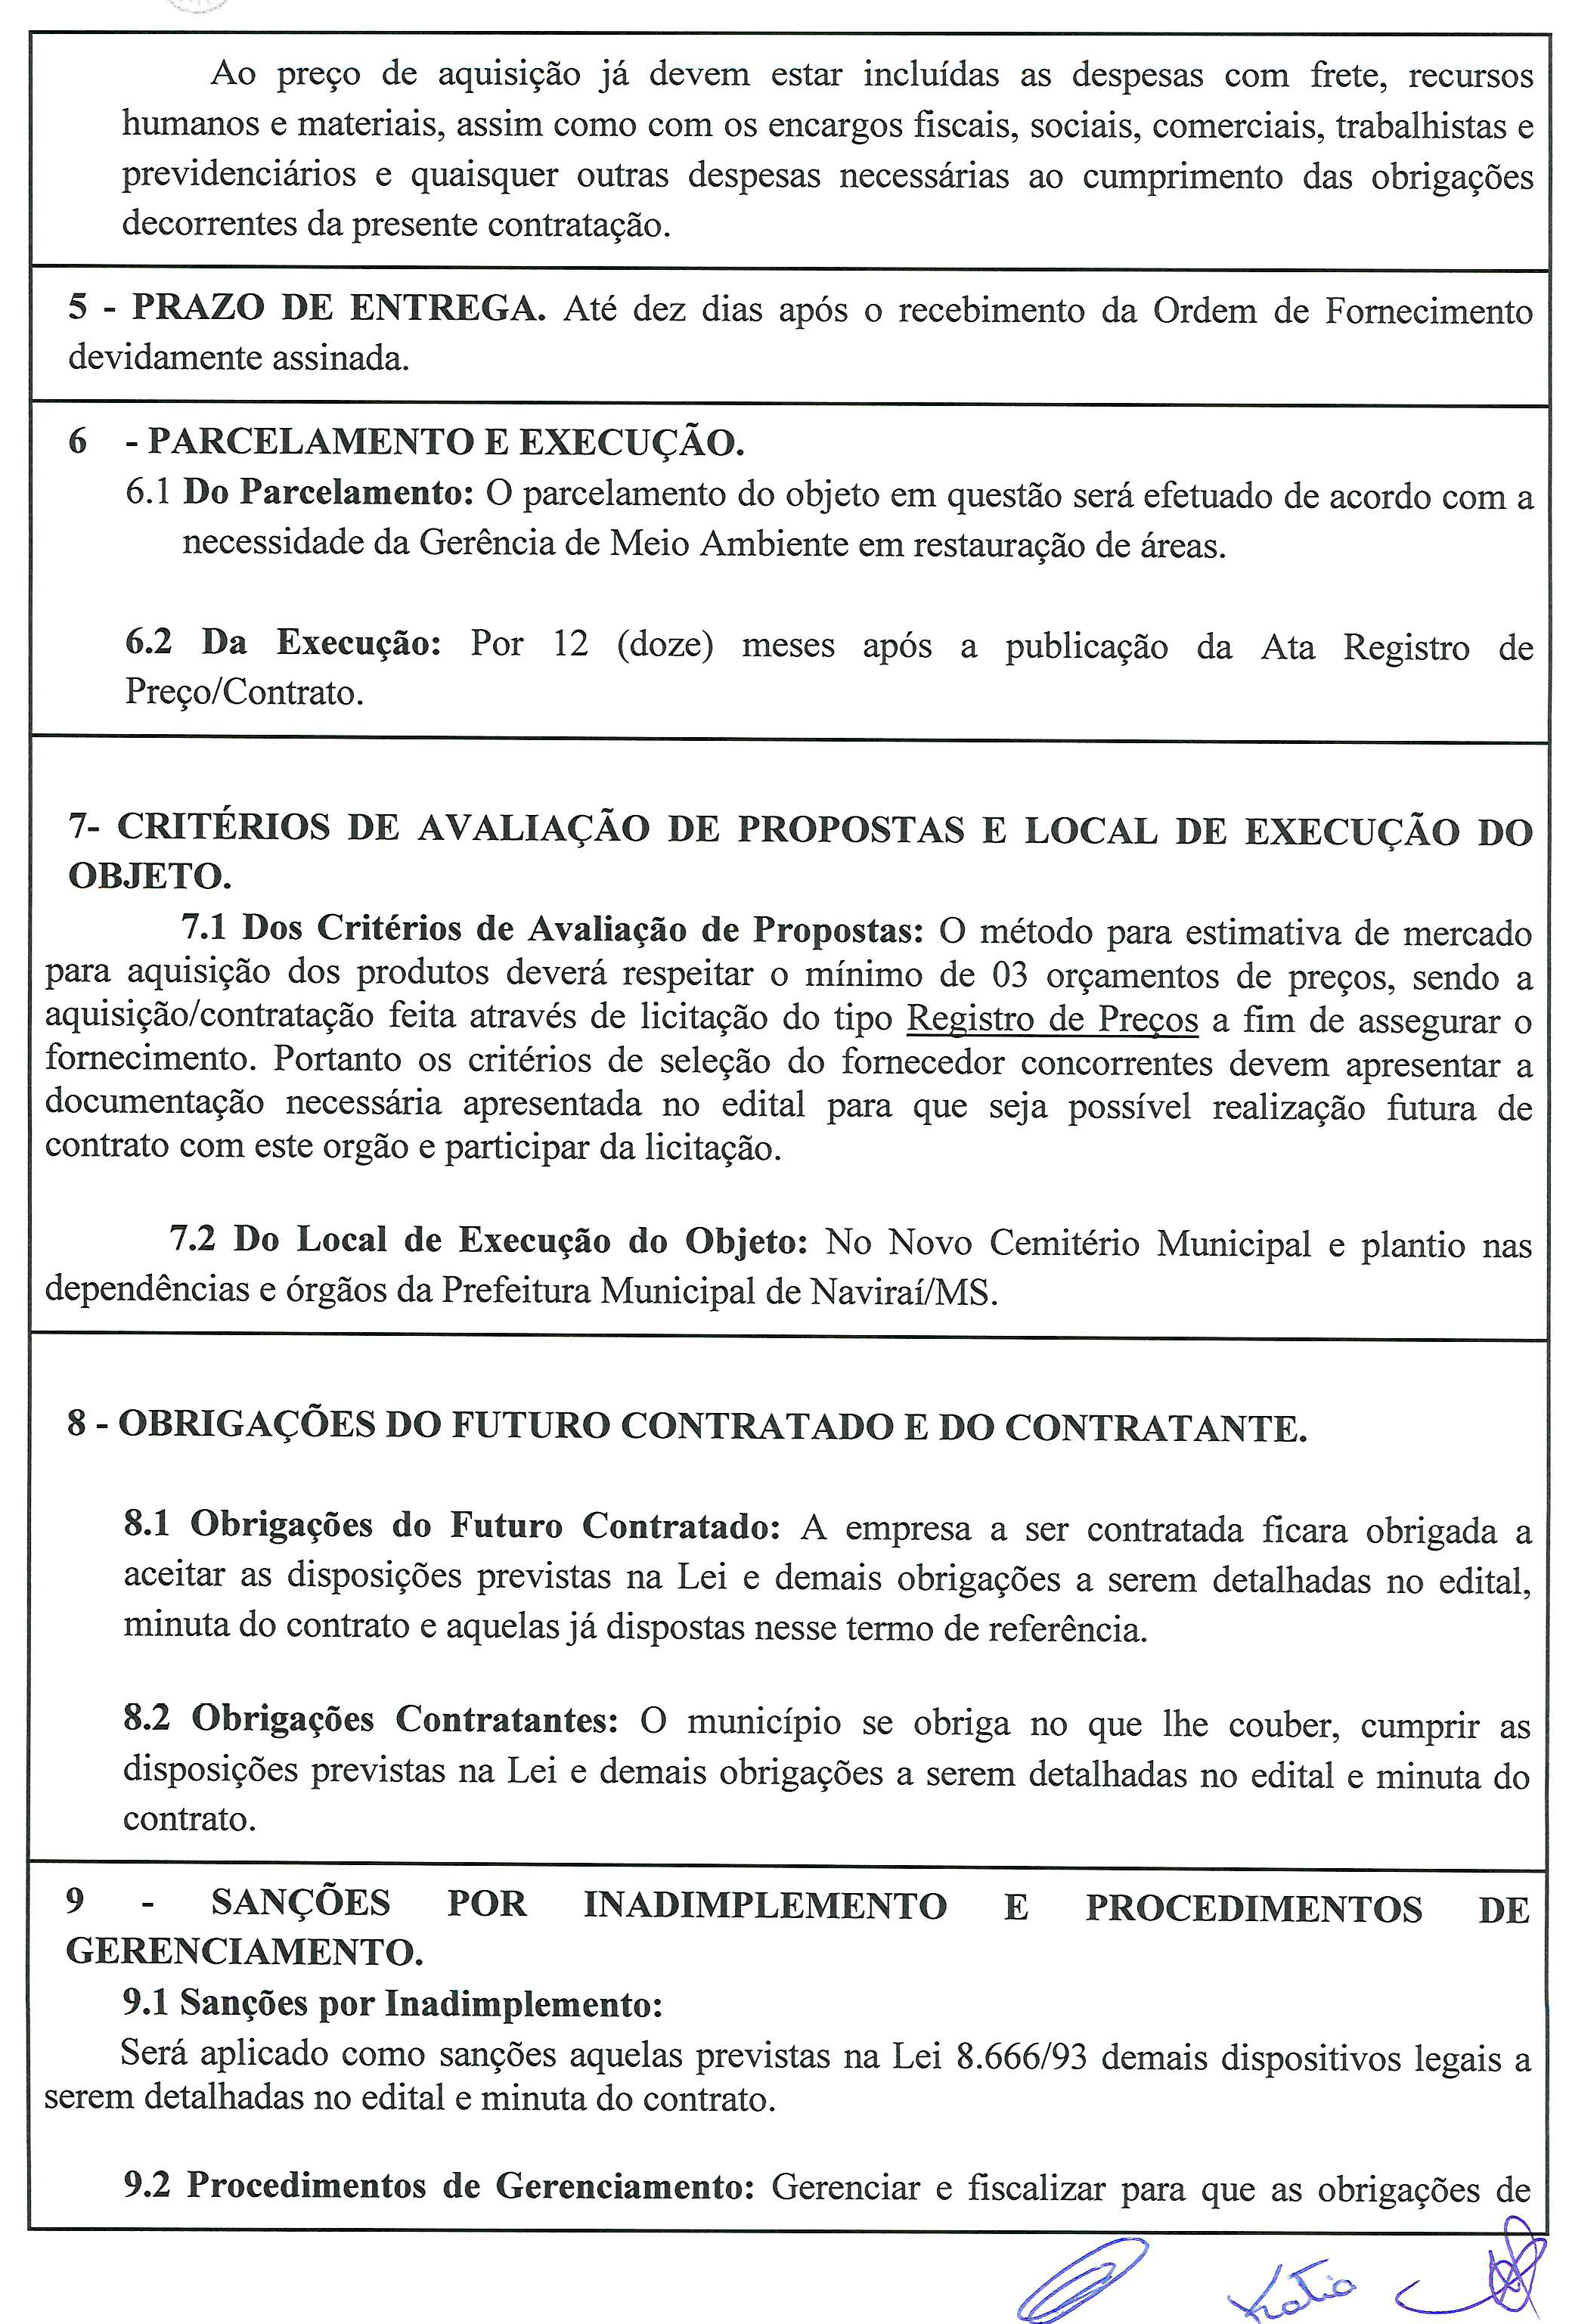 Ao preço de aquisição já devem estar incluídas as despesas com frete, recursos
humanos e materiais, assim como com os encargos fiscais, sociais, comerciais, trabalhistas e
previdenciários e quaisquer outras despesas necessárias ao cumprimento das obrigações
decorrentes da presente contratação.
5 - PRAZO DE ENTREGA. Até dez dias após o recebimento da Ordem de Fornecimento
devidamente assinada.
6 - PARCELAMENTO E EXECUÇÃO.
6.1 Do Parcelamento: O parcelamento do objeto em questão será efetuado de acordo com a
necessidade da Gerência de Meio Ambiente em restauração de áreas.
6.2 Da Execução: Por 12 (doze) meses após a publicação da Ata Registro de
Preço/Contrato.
7- CRITÉRIOS DE AVALIAÇÃO DE PROPOSTAS E LOCAL DE EXECUÇÃO DO
OBJETO.
7.1 Dos Critérios de Avaliação de Propostas: O método para estimativa de mercado
para aquisição dos produtos deverá respeitar o mínimo de 03 orçamentos de preços, sendo a
aquisição/contratação feita através de licitação do tipo Registro de Preços a fim de assegurar o
fornecimento. Portanto os critérios de seleção do fornecedor concorrentes devem apresentar a
documentação necessária apresentada no edital para que seja possível realização futura de
contrato com este orgão e participar da licitação.
7.2 Do Local de Execução do Objeto: No Novo Cemitério Municipal e plantio nas
dependências e órgãos da Prefeitura Municipal de Naviraí/MS.
8 - OBRIGAÇÕES DO FUTURO CONTRATADO E DO CONTRATANTE.
8.1 Obrigações do Futuro Contratado: A empresa a ser contratada ficara obrigada a
aceitar as disposições previstas na Lei e demais obrigações a serem detalhadas no edital,
minuta do contrato e aquelas já dispostas nesse termo de referência.
8.2 Obrigações Contratantes: O município se obriga no que lhe couber, cumprir as
disposições previstas na Lei e demais obrigações a serem detalhadas no edital e minuta do
contrato.
9 - SANÇÕES POR INADIMPLEMENTO E PROCEDIMENTOS DE
GERENCIAMENTO.
9.1 Sanções por Inadimplemento:
Será aplicado como sanções aquelas previstas na Lei 8.666/93 demais dispositivos legais a
serem detalhadas no edital e minuta do contrato.
9.2 Procedimentos de Gerenciamento: Gerenciar e fiscalizar para que as obrigações de
Katia